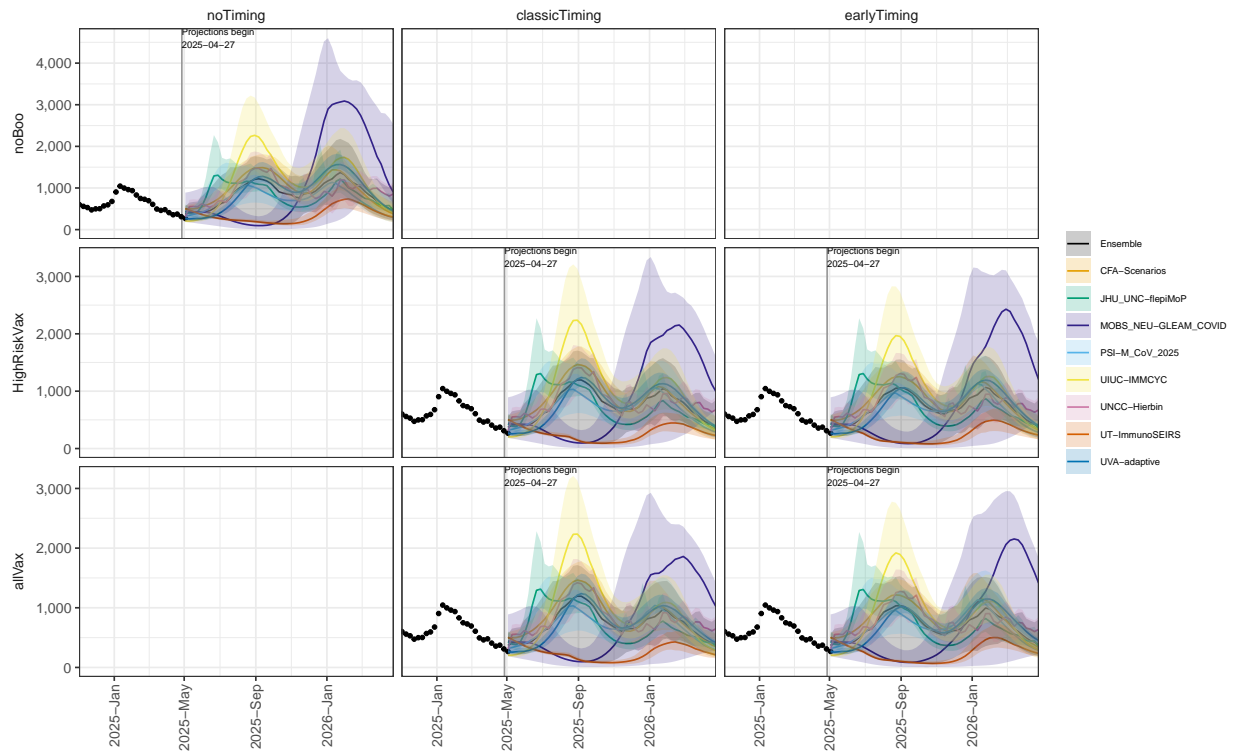 noTiming
classicTiming
earlyTiming
noBoo
4,000
3,000
2,000
1,000
0
Projections begin
2025−04−27
HighRiskVax
3,000
2,000
1,000
0
Projections begin
2025−04−27
Projections begin
2025−04−27
allVax
3,000
2,000
1,000
0
Projections begin
2025−04−27
Projections begin
2025−04−27
2025−Jan
2025−May
2025−Sep
2026−Jan
2025−Jan
2025−May
2025−Sep
2026−Jan
2025−Jan
2025−May
2025−Sep
2026−Jan
Ensemble
CFA−Scenarios
JHU_UNC−flepiMoP
MOBS_NEU−GLEAM_COVID
PSI−M_CoV_2025
UIUC−IMMCYC
UNCC−Hierbin
UT−ImmunoSEIRS
UVA−adaptive